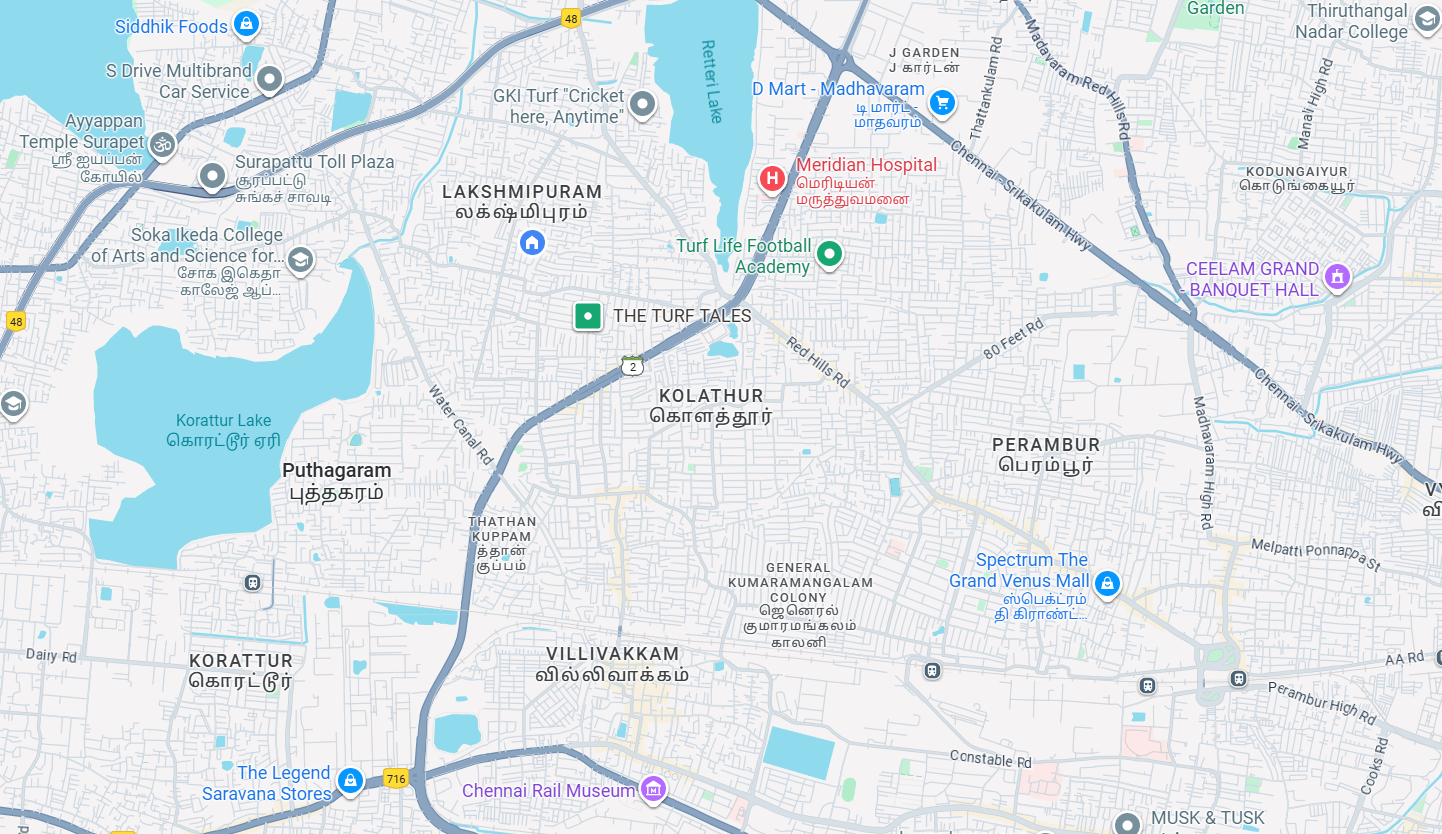 Siddhik Foods
48
Garden
Thiruthangal
Nadar College
S Drive Multibrand
Car Service
GKI Turf "Cricket
here, Anytime"
Retteri Lake
J GARDEN
J கார்டன்
Thattankulam Rd
Madavaram Red Hills Rd
Manali High Rd
D Mart - Madhavaram
டி மார்ட் -
மாதவரம்
Ayyappan
Temple Surapet
ஸ்ரீ ஐயப்பன்
கோயில்
Surapattu Toll Plaza
சூரப்பட்டு
சுங்கச் சாவடி
LAKSHMIPURAM
லக்ஷ்மிபுரம்
Meridian Hospital
மெரிடியன்
மருத்துவமனை
Chennai - Srikakulam Hwy
KODUNGAIYUR
கொடுங்கையூர்
Soka Ikeda College
of Arts and Science for...
சோக இகெதா
காலேஜ் ஆப்...
Turf Life Football
Academy
CEELAM GRAND
- BANQUET HALL
48
THE TURF TALES
2
Red Hills Rd
80 Feet Rd
KOLATHUR
கொளத்தூர்
Water Canal Rd
Chennai - Srikakulam Hwy
Madhavaram High Rd
Korattur Lake
கொரட்டூர் ஏரி
PERAMBUR
பெரம்பூர்
Puthagaram
புத்தகரம்
THATHAN
KUPPAM
த்தான்
குப்பம்
GENERAL
KUMARAMANGALAM
COLONY
ஜெனெரல்
குமாரமங்கலம்
காலனி
Melpatti Ponnappa St
Spectrum The
Grand Venus Mall
ஸ்பெக்ட்ரம்
தி கிராண்ட்...
Dairy Rd
KORATTUR
கொரட்டூர்
VILLIVAKKAM
வில்லிவாக்கம்
AA Rd
Perambur High Rd
Constable Rd
Cooks Rd
The Legend
Saravana Stores
716
Chennai Rail Museum
MUSK & TUSK